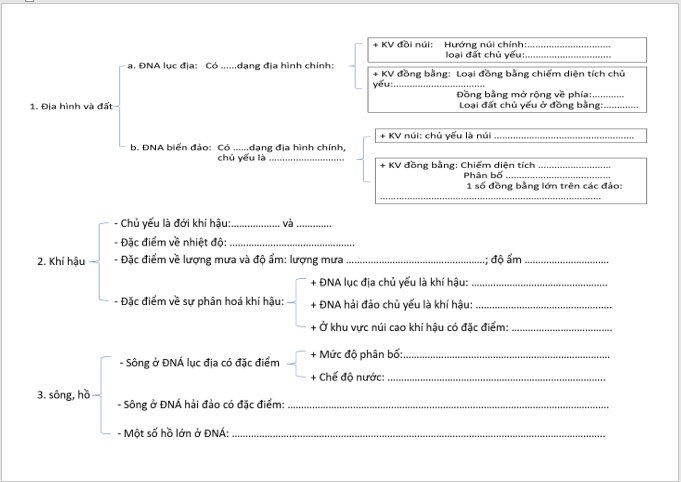 + KV đồi núi: Hướng núi chính:................................
loại đất chủ yếu:.................................
a. ĐNA lục địa: Có ......dạng địa hình chính:
+ KV đồng bằng: Loại đồng bằng chiếm diện tích chủ
yếu:...................................
Đồng bằng mở rộng về phía:............
Loại đất chủ yếu ở đồng bằng:.............
1. Địa hình và đất
+ KV núi: chủ yếu là núi ......................................................
b. ĐNA biển đảo: Có ......dạng địa hình chính,
chủ yếu là .............................
+ KV đồng bằng: Chiếm diện tích ............................
Phân bố ........................................
1 số đồng bằng lớn trên các đảo:
.....................................................................................
2. Khí hậu
- Chủ yếu là đới khí hậu:................. và .............
- Đặc điểm về nhiệt độ: ............................................
- Đặc điểm về lượng mưa và độ ẩm: lượng mưa .................................................; độ ẩm ..............................
- Đặc điểm về sự phân hoá khí hậu:
+ ĐNA lục địa chủ yếu là khí hậu: ................................................
+ ĐNA hải đảo chủ yếu là khí hậu: ................................................
+ Ở khu vực núi cao khí hậu có đặc điểm: ....................................
3. sông, hồ
- Sông ở ĐNÁ lục địa có đặc điểm
+ Mức độ phân bố:.........................................................................
+ Chế độ nước: .............................................................................
- Sông ở ĐNÁ hải đảo có đặc điểm: .................................................................................................................
- Một số hồ lớn ở ĐNÁ: ....................................................................................................................................